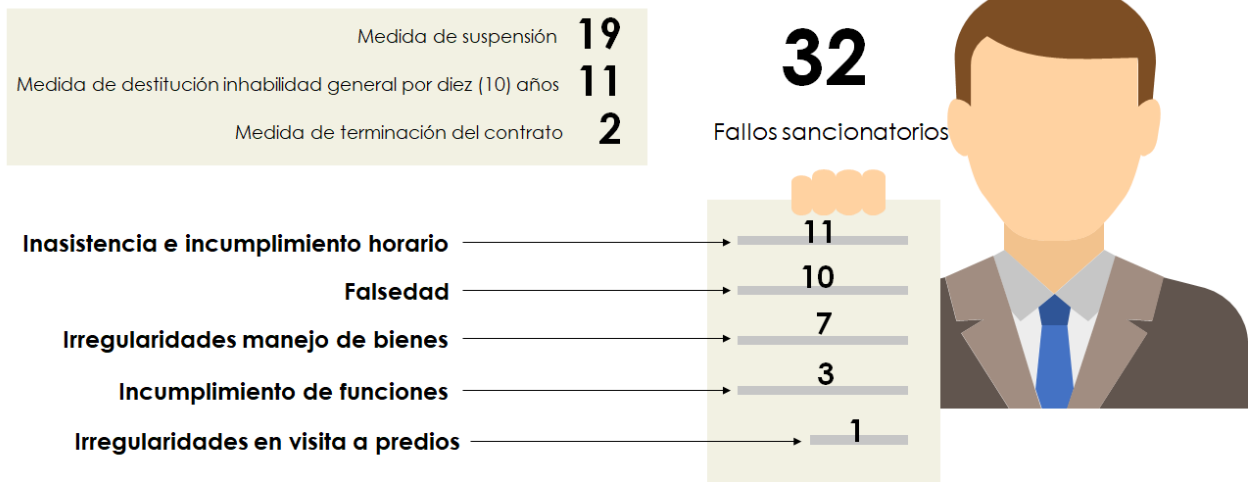 Medida de suspensión 19
Medida de destitución inhabilidad general por diez (10) años 11
Medida de terminación del contrato 2
32
Fallos sancionatorios
Inasistencia e incumplimiento horario 11
Falsedad 10
Irregularidades manejo de bienes 7
Incumplimiento de funciones 3
Irregularidades en visita a predios 1